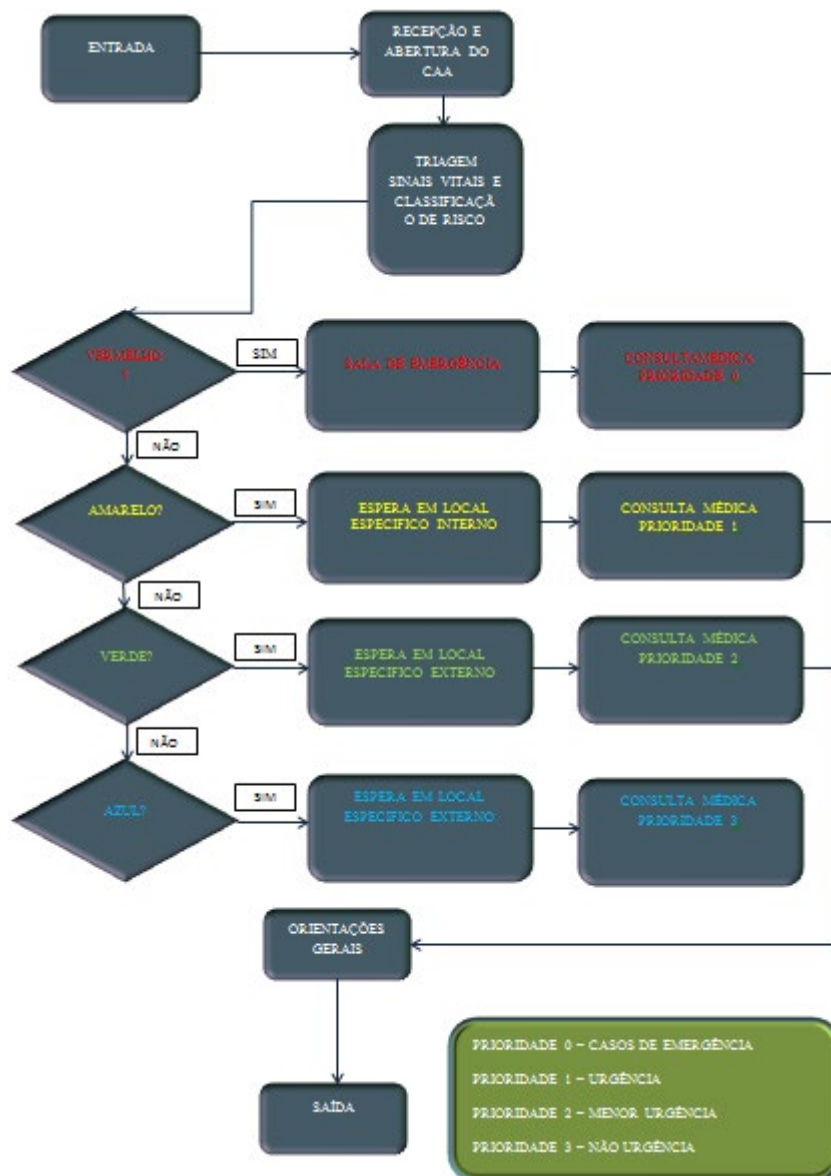 ENTRADA
RECEPÇÃO E
ABERTURA DO
CAA
TRIAGEM
SINAIS VITAIS E
CLASSIFICAÇÃ
O DE RISCO
VERMELHO
?
SIM
SALA DE EMERGÊNCIA
CONSULTA MÉDICA
PRIORIDADE 0
NÃO
AMARELO?
SIM
ESPERA EM LOCAL
ESPECIFICO INTERNO
CONSULTA MÉDICA
PRIORIDADE 1
NÃO
VERDE?
SIM
ESPERA EM LOCAL
ESPECIFICO EXTERNO
CONSULTA MÉDICA
PRIORIDADE 2
NÃO
AZUL?
SIM
ESPERA EM LOCAL
ESPECIFICO EXTERNO
CONSULTA MÉDICA
PRIORIDADE 3
ORIENTAÇÕES
GERAIS
SAÍDA
PRIORIDADE 0 – CASOS DE EMERGÊNCIA
PRIORIDADE 1 – URGÊNCIA
PRIORIDADE 2 – MENOR URGÊNCIA
PRIORIDADE 3 – NÃO URGÊNCIA